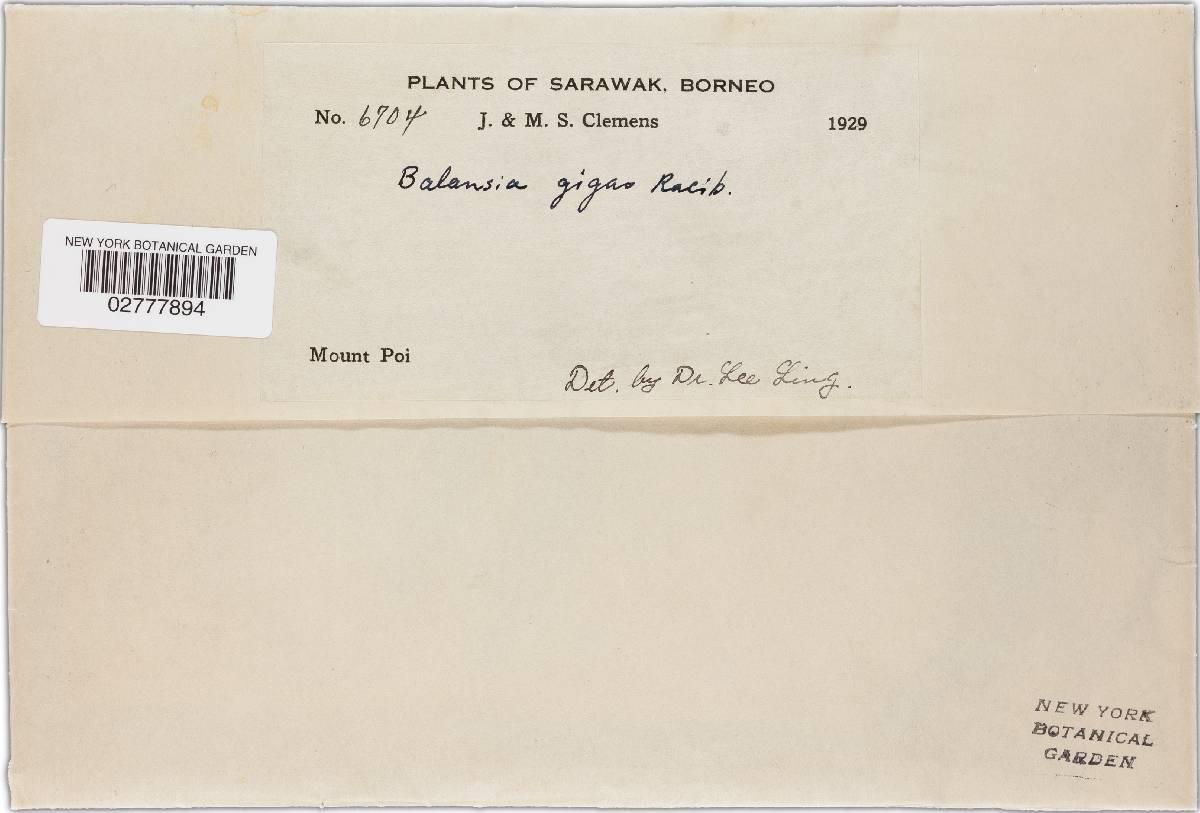 PLANTS OF SARAWAK, BORNEO
No. 6704 J. & M. S. Clemens 1929
Balansia gigas Racib.
NEW YORK BOTANICAL GARDEN
02777894
Mount Poi
Det. by Dr. Lee Ling.
NEW YORK
BOTANICAL
GARDEN